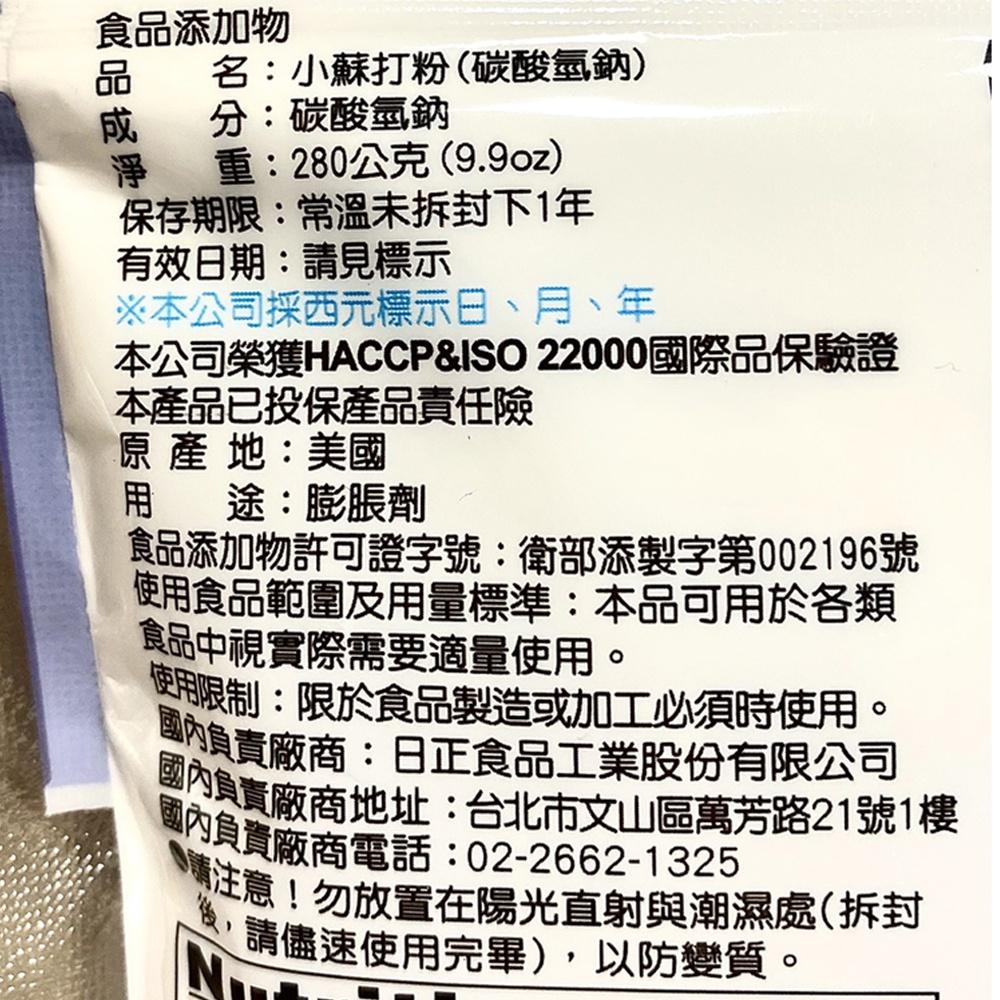 食品添加物
品名：小蘇打粉(碳酸氫鈉)
成分：碳酸氫鈉
淨重：280公克(9.9oz)
保存期限：常溫未拆封下1年
有效日期：請見標示
※本公司採西元標示日、月、年
本公司榮獲HACCP&ISO 22000國際品保驗證
本產品已投保產品責任險
原產地：美國
用途：膨脹劑
食品添加物許可證字號：衛部添製字第002196號
使用食品範圍及用量標準：本品可用於各類
食品中視實際需要適量使用。
使用限制：限於食品製造或加工必須時使用。
國內負責廠商：日正食品工業股份有限公司
國內負責廠商地址：台北市文山區萬芳路21號1樓
國內負責廠商電話：02-2662-1325
●請注意！勿放置在陽光直射與潮濕處(拆封
後，請儘速使用完畢)，以防變質。